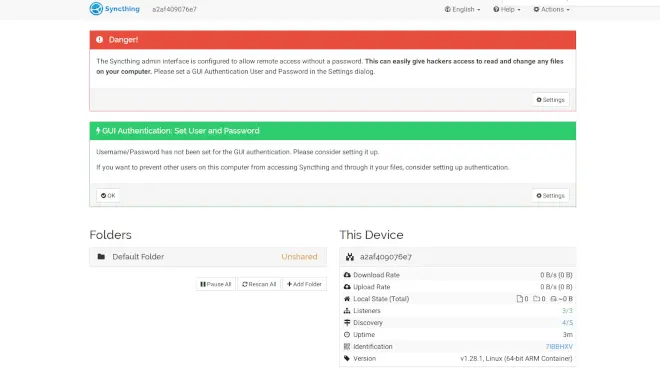 Syncthing
a2af409076e7
English
Help
Actions
Danger!
The Syncthing admin interface is configured to allow remote access without a password. This can easily give hackers access to read and change any files
on your computer. Please set a GUI Authentication User and Password in the Settings dialog.
Settings
GUI Authentication: Set User and Password
Username/Password has not been set for the GUI authentication. Please consider setting it up.
If you want to prevent other users on this computer from accessing Syncthing and through it your files, consider setting up authentication.
OK
Settings
Folders
Default Folder
Unshared
Pause All
Rescan All
Add Folder
This Device
a2af409076e7
Download Rate 0 B/s (0 B)
Upload Rate 0 B/s (0 B)
Local State (Total) 0 0 ~0 B
Listeners 3/3
Discovery 4/5
Uptime 3m
Identification 7IBBHXV
Version v1.28.1, Linux (64-bit ARM Container)